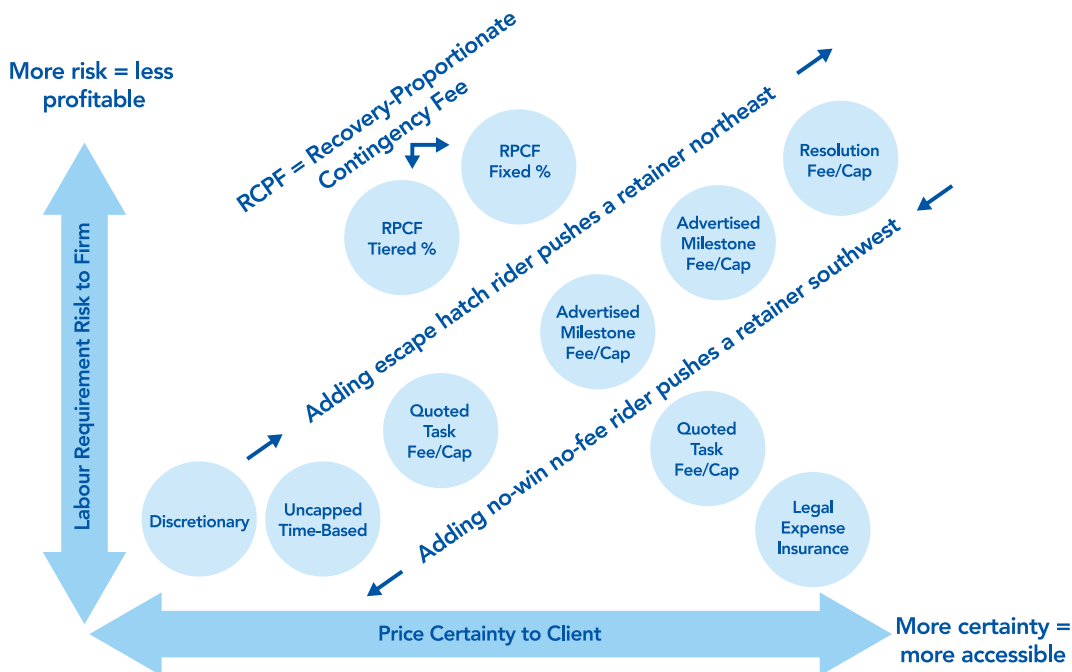 More risk = less
profitable
RCPF = Recovery-Proportionate
Contingency Fee
RPCF
Fixed %
RPCF
Tiered %
Adding escape hatch rider pushes a retainer northeast
Resolution
Fee/Cap
Advertised
Milestone
Fee/Cap
Advertised
Milestone
Fee/Cap
Adding no-win no-fee rider pushes a retainer southwest
Quoted
Task
Fee/Cap
Quoted
Task
Fee/Cap
Discretionary
Uncapped
Time-Based
Legal
Expense
Insurance
Labour Requirement Risk to Firm
Price Certainty to Client
More certainty =
more accessible